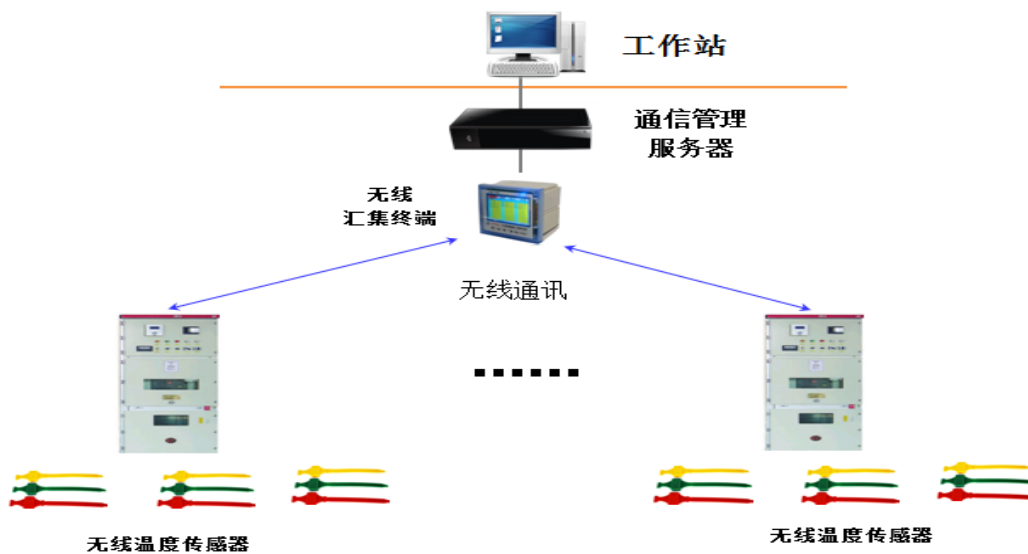 工作站
通信管理
服务器
无线
汇集终端
无线通讯
无线温度传感器
无线温度传感器